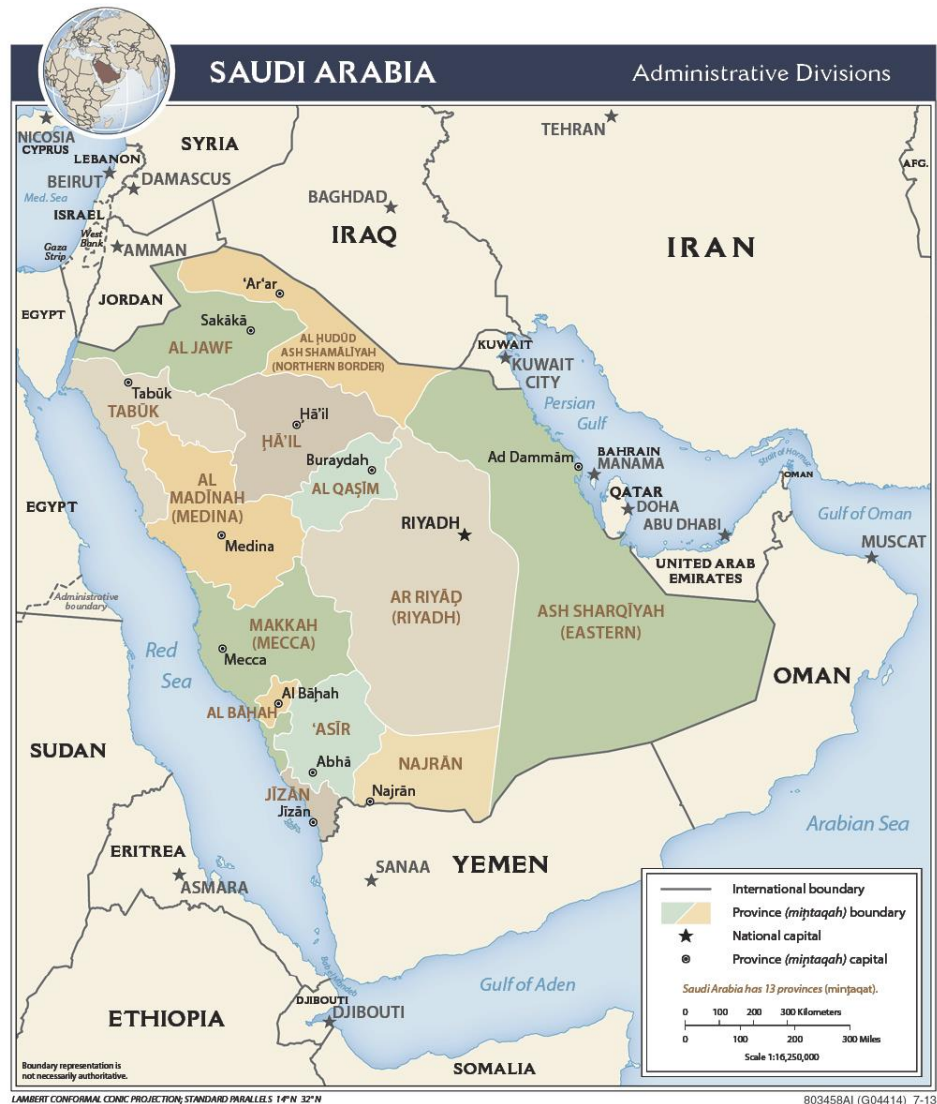 SAUDI ARABIA
Administrative Divisions
NICOSIA
CYPRUS
LEBANON
BEIRUT
SYRIA
DAMASCUS
Med. Sea
ISRAEL
West
Bank
Gaza
Strip
AMMAN
JORDAN
EGYPT
BAGHDAD
IRAQ
TEHRAN
IRAN
AFG.
KUWAIT
KUWAIT
CITY
Persian
Gulf
BAHRAIN
MANAMA
QATAR
DOHA
ABU DHABI
Strait of Hormuz
OMAN
Gulf of Oman
MUSCAT
UNITED ARAB
EMIRATES
OMAN
‘Ar‘ar
Sakākā
AL JAWF
AL ḤUDŪD
ASH SHAMĀLĪYAH
(NORTHERN BORDER)
Tabūk
TABŪK
Ḥā’il
ḤĀ’IL
Buraydah
AL QAṢĪM
Ad Dammām
AL
MADĪNAH
(MEDINA)
Medina
RIYADH
AR RIYĀḌ
(RIYADH)
ASH SHARQĪYAH
(EASTERN)
MAKKAH
(MECCA)
Mecca
Al Bāḥah
AL BĀḤAH
‘ASĪR
Abhā
NAJRĀN
Najrān
JĪZĀN
Jīzān
EGYPT
Administrative
boundary
Red
Sea
SUDAN
ERITREA
ASMARA
ETHIOPIA
SANAA
YEMEN
Arabian Sea
Gulf of Aden
Bab el Mandeb
DJIBOUTI
DJIBOUTI
SOMALIA
International boundary
Province (minṭaqah) boundary
National capital
Province (minṭaqah) capital
Saudi Arabia has 13 provinces (minṭaqat).
0 100 200 300 Kilometers
0 100 200 300 Miles
Scale 1:16,250,000
Boundary representation is
not necessarily authoritative.
LAMBERT CONFORMAL CONIC PROJECTION; STANDARD PARALLELS 14°N 32°N
803458AI (G04414) 7-13